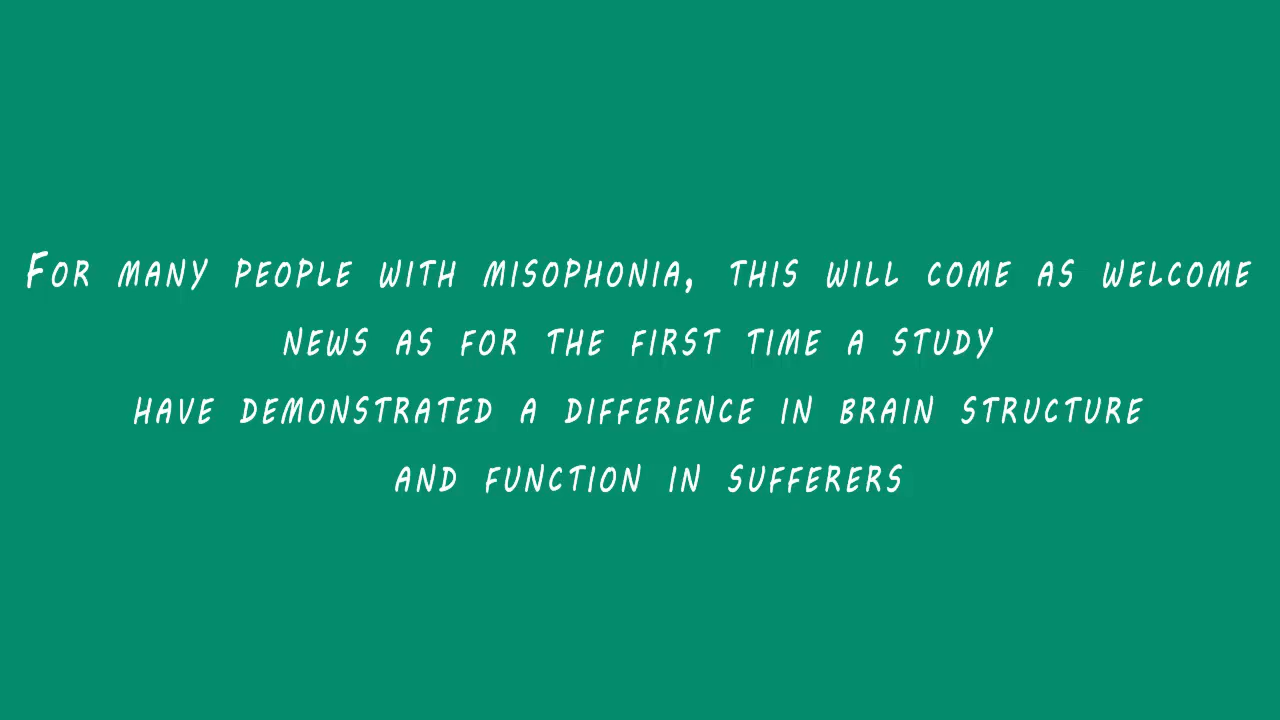 For many people with misophonia, this will come as welcome
news as for the first time a study
have demonstrated a difference in brain structure
and function in sufferers